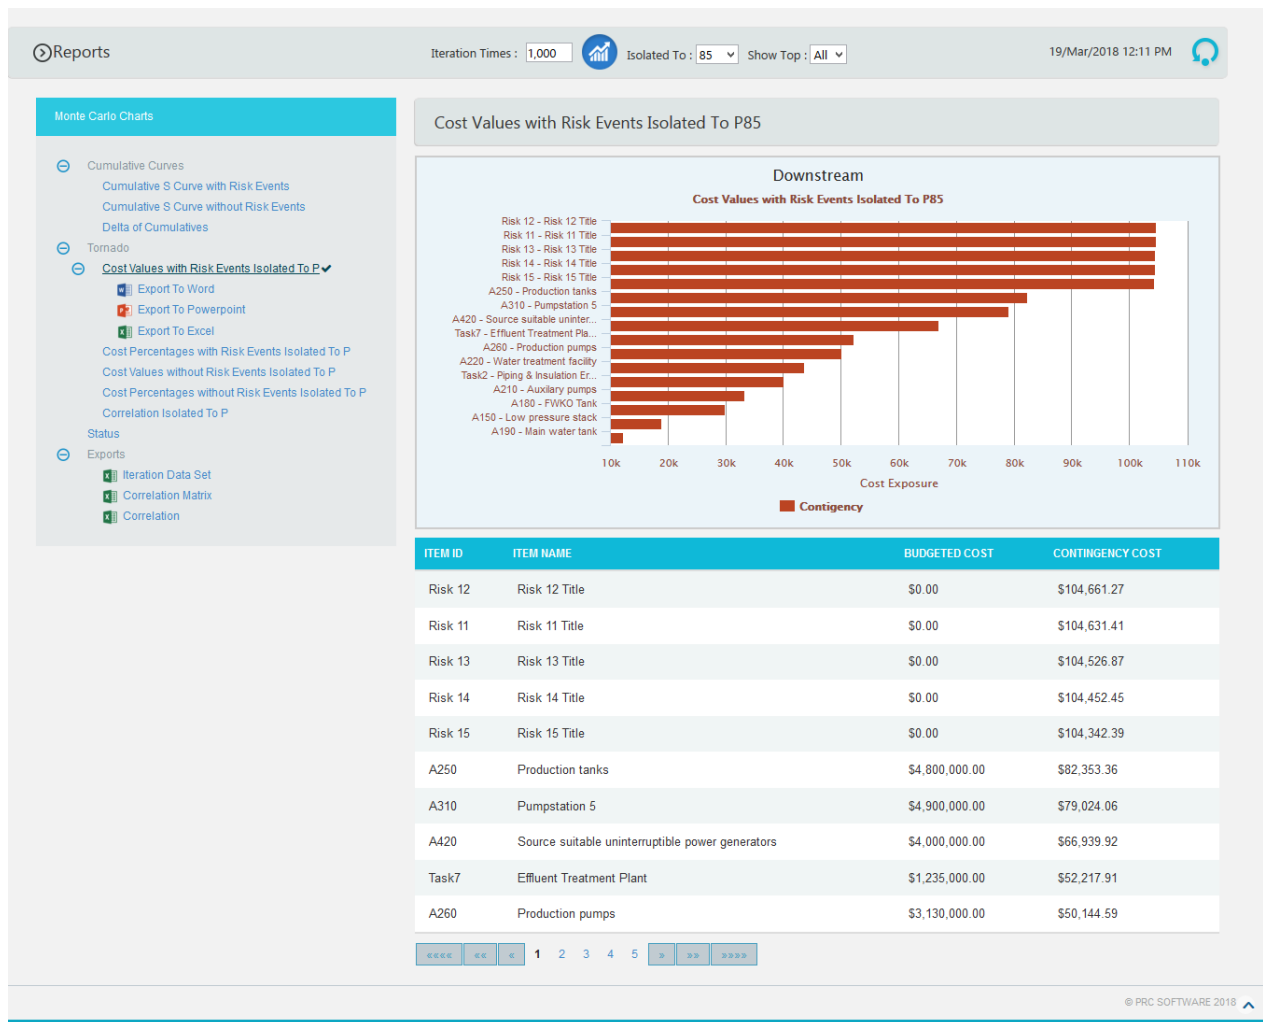 Reports
Iteration Times : 1,000 Isolated To : 85 Show Top : All
19/Mar/2018 12:11 PM
Monte Carlo Charts
Cumulative Curves
Cumulative S Curve with Risk Events
Cumulative S Curve without Risk Events
Delta of Cumulatives
Tornado
Cost Values with Risk Events Isolated To P
Export To Word
Export To Powerpoint
Export To Excel
Cost Percentages with Risk Events Isolated To P
Cost Values without Risk Events Isolated To P
Cost Percentages without Risk Events Isolated To P
Correlation Isolated To P
Status
Exports
Iteration Data Set
Correlation Matrix
Correlation
Cost Values with Risk Events Isolated To P85
Downstream
Cost Values with Risk Events Isolated To P85
Risk 12 - Risk 12 Title
Risk 11 - Risk 11 Title
Risk 13 - Risk 13 Title
Risk 14 - Risk 14 Title
Risk 15 - Risk 15 Title
A250 - Production tanks
A310 - Pumpstation 5
A420 - Source suitable uninter...
Task7 - Effluent Treatment Pla...
A260 - Production pumps
A220 - Water treatment facility
Task2 - Piping & Insulation Er...
A210 - Auxilary pumps
A180 - FWKO Tank
A150 - Low pressure stack
A190 - Main water tank
10k 20k 30k 40k 50k 60k 70k 80k 90k 100k 110k
Cost Exposure
Contigency
ITEM ID ITEM NAME BUDGETED COST CONTINGENCY COST
Risk 12 Risk 12 Title $0.00 $104,661.27
Risk 11 Risk 11 Title $0.00 $104,631.41
Risk 13 Risk 13 Title $0.00 $104,526.87
Risk 14 Risk 14 Title $0.00 $104,452.45
Risk 15 Risk 15 Title $0.00 $104,342.39
A250 Production tanks $4,800,000.00 $82,353.36
A310 Pumpstation 5 $4,900,000.00 $79,024.06
A420 Source suitable uninterruptible power generators $4,000,000.00 $66,939.92
Task7 Effluent Treatment Plant $1,235,000.00 $52,217.91
A260 Production pumps $3,130,000.00 $50,144.59
«««« «« « 1 2 3 4 5 » »» »»»»
© PRC SOFTWARE 2018